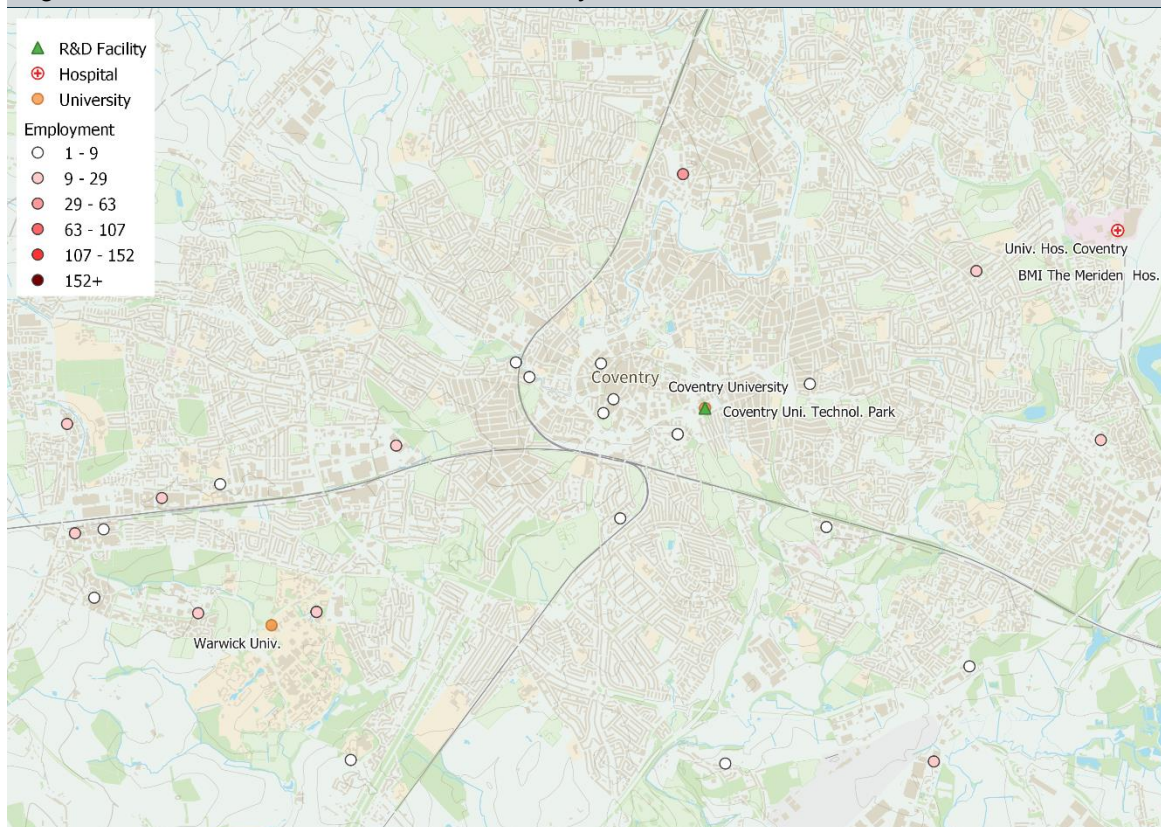 R&D Facility
Hospital
University
Employment
1 - 9
9 - 29
29 - 63
63 - 107
107 - 152
152+
Univ. Hos. Coventry
BMI The Meriden Hos.
Coventry
Coventry University
Coventry Uni. Technol. Park
Warwick Univ.